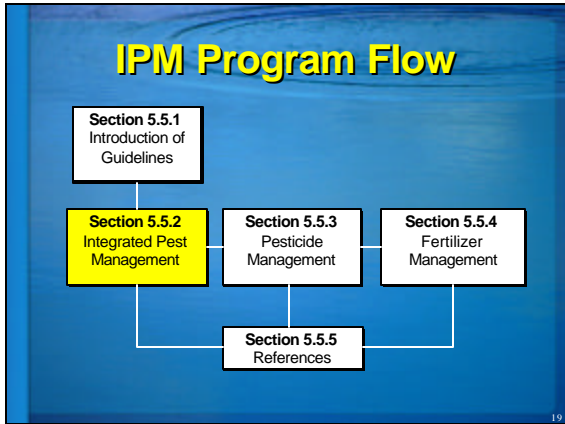 IPM Program Flow
Section 5.5.1
Introduction of
Guidelines
Section 5.5.2
Integrated Pest
Management
Section 5.5.3
Pesticide
Management
Section 5.5.4
Fertilizer
Management
Section 5.5.5
References
19